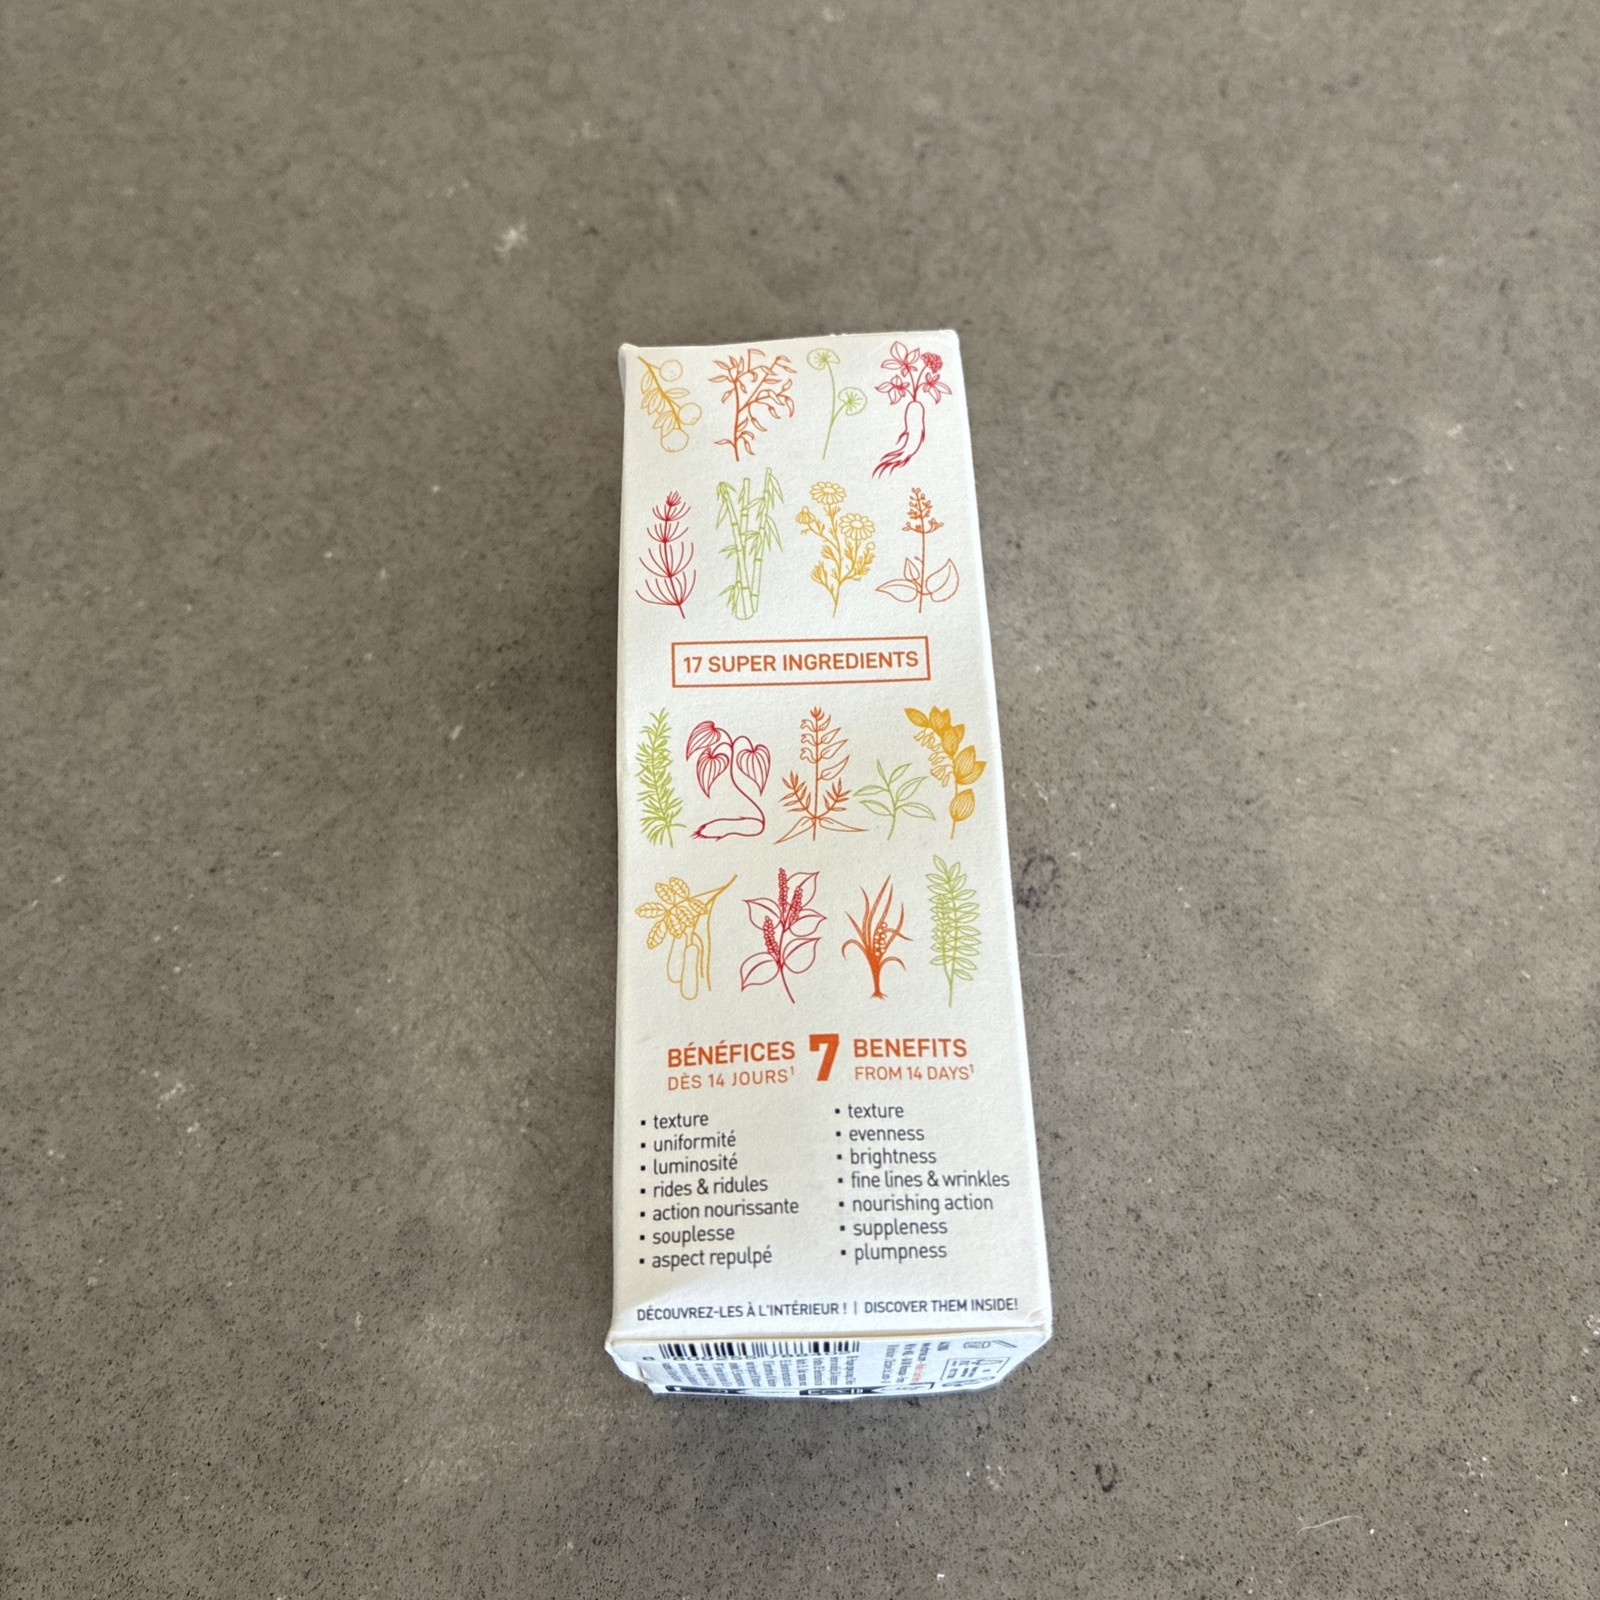 17 SUPER INGREDIENTS
BÉNÉFICES 7 BENEFITS
DÈS 14 JOURS¹ FROM 14 DAYS¹
▪ texture
▪ uniformité
▪ luminosité
▪ rides & ridules
▪ action nourissante
▪ souplesse
▪ aspect repulpé
▪ texture
▪ evenness
▪ brightness
▪ fine lines & wrinkles
▪ nourishing action
▪ suppleness
▪ plumpness
DÉCOUVREZ-LES À L'INTÉRIEUR ! | DISCOVER THEM INSIDE!